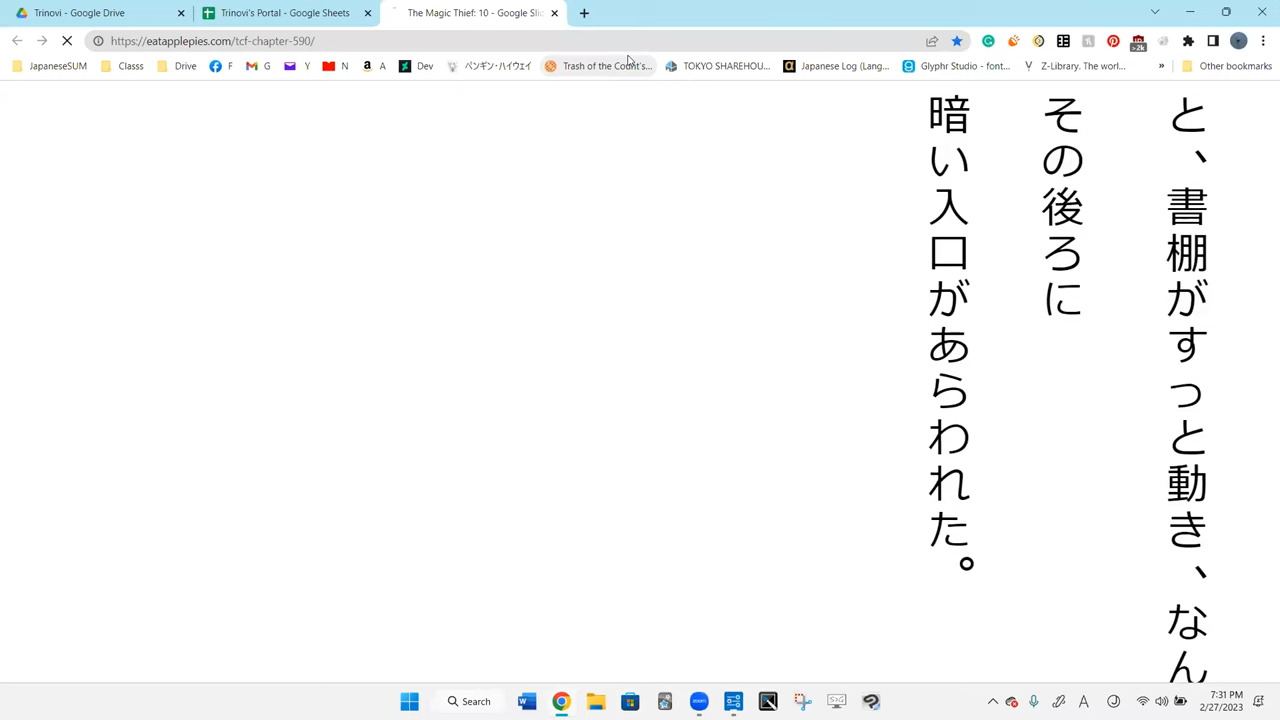 Trinovi - Google Drive
Trinovi's Portal - Google Sheets
The Magic Thief: 10 - Google Slid
https://eatapplepies.com/tcf-chapter-590/
>2k
JapaneseSUM
Classs
Drive
F
G
Y
N
A
Dev
ペンギン・ハイウェイ
Trash of the Count's...
TOKYO SHAREHOU...
Japanese Log (Lang...
Glyphr Studio - font...
Z-Library. The worl...
»
Other bookmarks
と、書棚がすっと動き、なん
その後ろに
暗い入口があらわれた。
Search
7:31 PM
2/27/2023